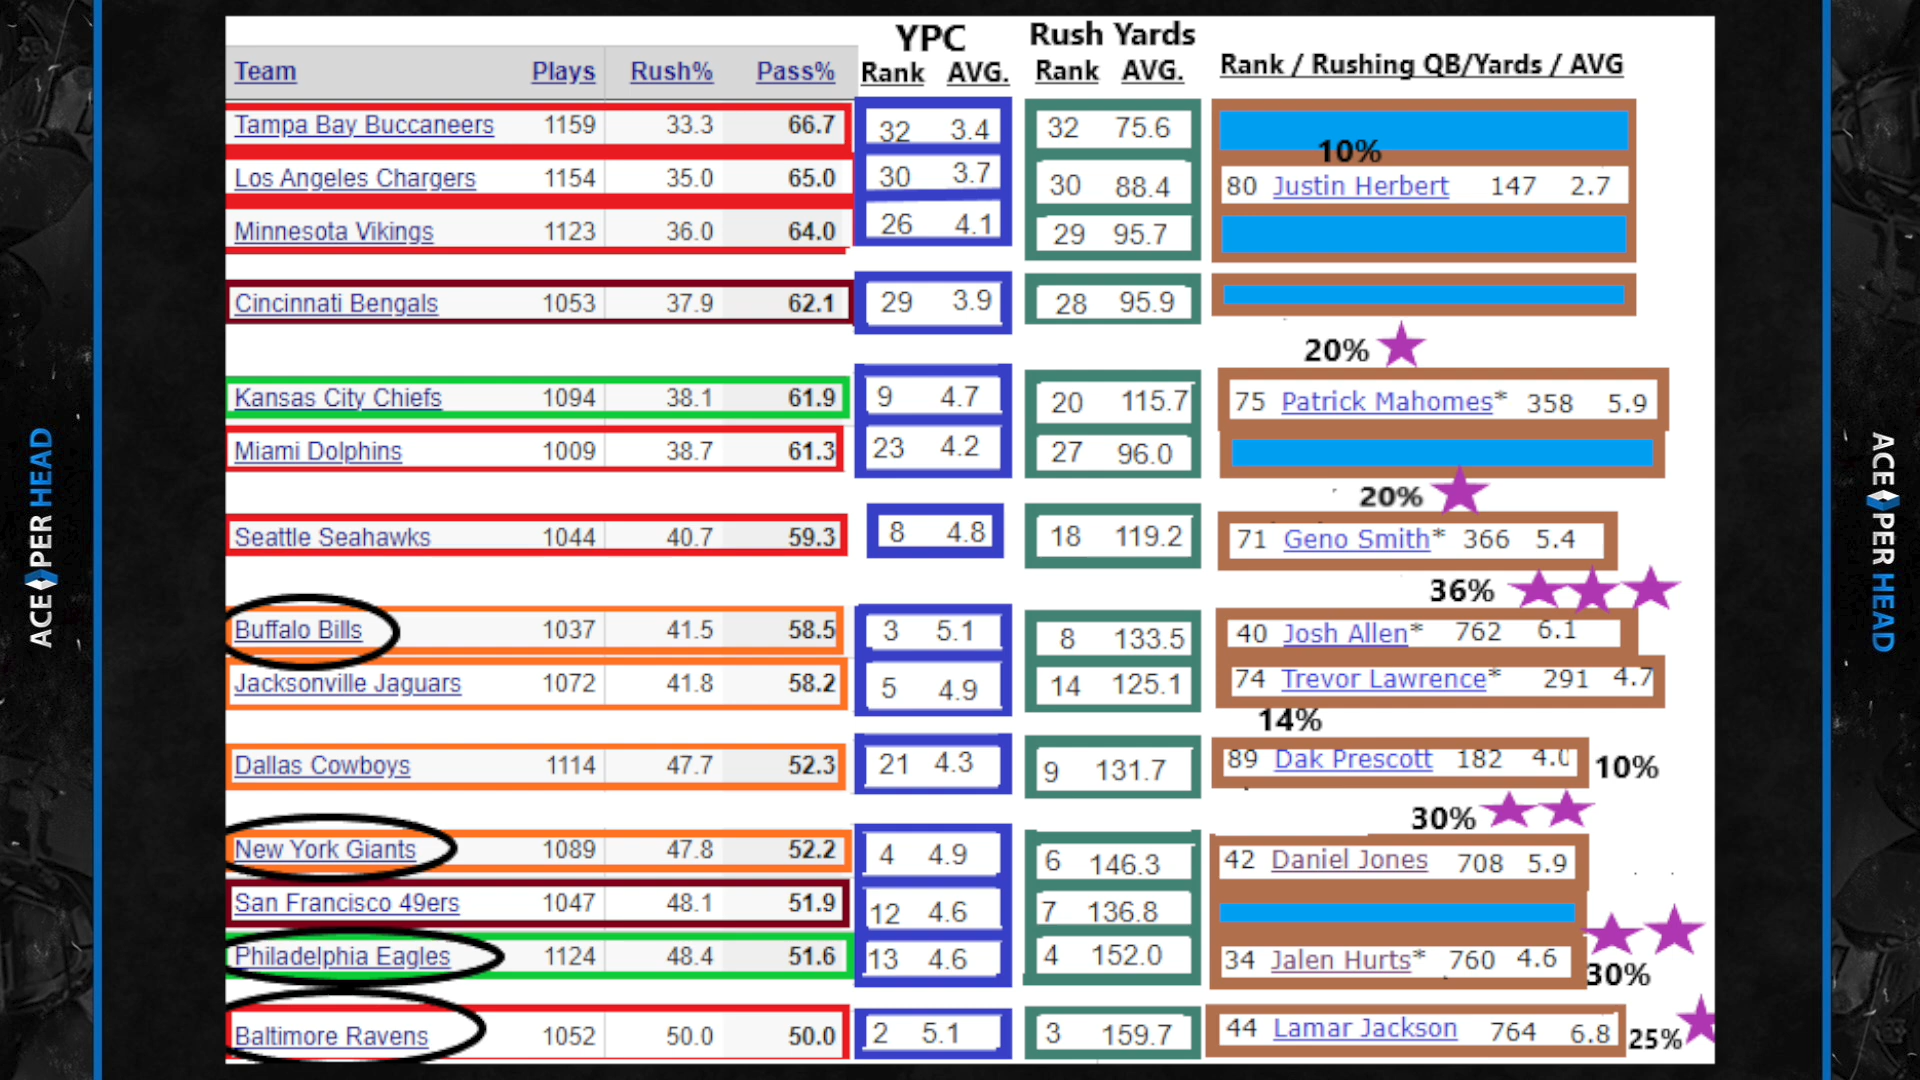 YPC Rush Yards
Team Plays Rush% Pass% Rank AVG. Rank AVG. Rank / Rushing QB/Yards / AVG
Tampa Bay Buccaneers 1159 33.3 66.7 32 3.4 32 75.6
10%
Los Angeles Chargers 1154 35.0 65.0 30 3.7 30 88.4 80 Justin Herbert 147 2.7
Minnesota Vikings 1123 36.0 64.0 26 4.1 29 95.7
Cincinnati Bengals 1053 37.9 62.1 29 3.9 28 95.9
20%
Kansas City Chiefs 1094 38.1 61.9 9 4.7 20 115.7 75 Patrick Mahomes* 358 5.9
Miami Dolphins 1009 38.7 61.3 23 4.2 27 96.0
20%
Seattle Seahawks 1044 40.7 59.3 8 4.8 18 119.2 71 Geno Smith* 366 5.4
36%
Buffalo Bills 1037 41.5 58.5 3 5.1 8 133.5 40 Josh Allen* 762 6.1
Jacksonville Jaguars 1072 41.8 58.2 5 4.9 14 125.1 74 Trevor Lawrence* 291 4.7
14%
Dallas Cowboys 1114 47.7 52.3 21 4.3 9 131.7 89 Dak Prescott 182 4.0 10%
30%
New York Giants 1089 47.8 52.2 4 4.9 6 146.3 42 Daniel Jones 708 5.9
San Francisco 49ers 1047 48.1 51.9 12 4.6 7 136.8
Philadelphia Eagles 1124 48.4 51.6 13 4.6 4 152.0 34 Jalen Hurts* 760 4.6
30%
Baltimore Ravens 1052 50.0 50.0 2 5.1 3 159.7 44 Lamar Jackson 764 6.8 25%
ACE PER HEAD
ACE PER HEAD